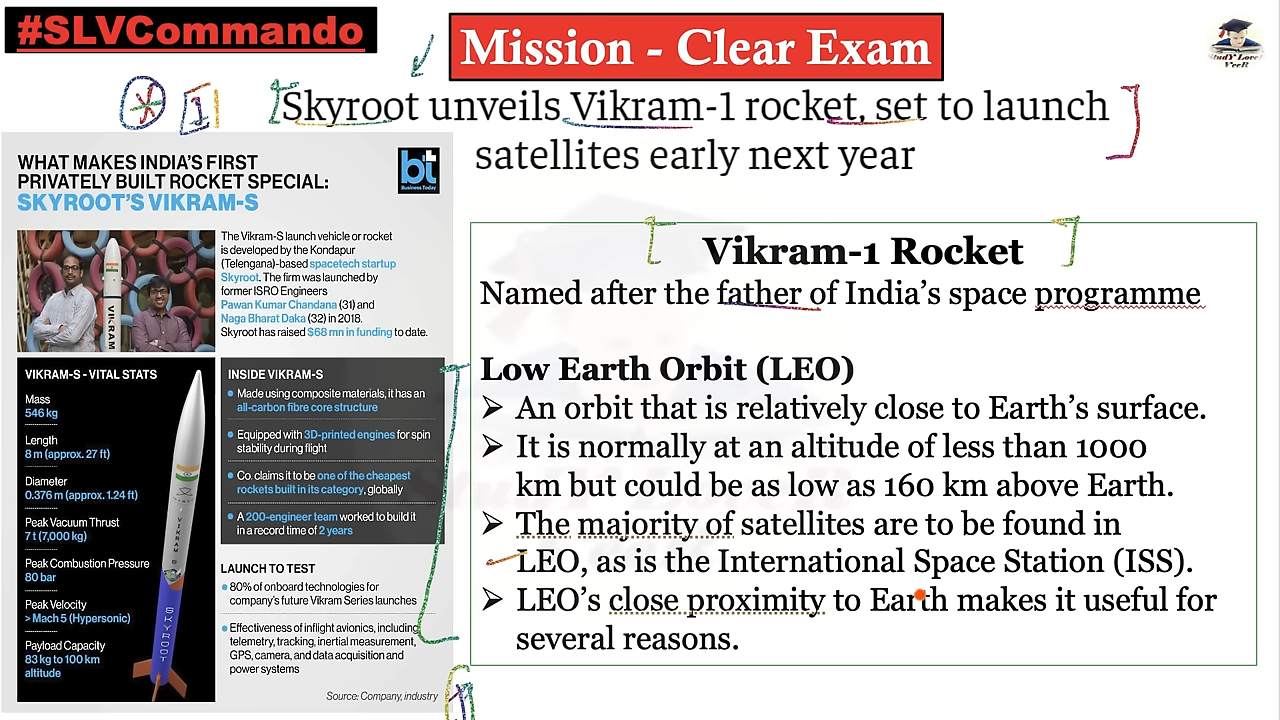 #SLVCommando
Mission - Clear Exam
StudY LoveR
VeeR
Skyroot unveils Vikram-1 rocket, set to launch
satellites early next year
WHAT MAKES INDIA'S FIRST
PRIVATELY BUILT ROCKET SPECIAL:
SKYROOT'S VIKRAM-S
bt
Business Today
The Vikram-S launch vehicle or rocket
is developed by the Kondapur
(Telengana)-based spacetech startup
Skyroot. The firm was launched by
former ISRO Engineers
Pawan Kumar Chandana (31) and
Naga Bharat Daka (32) in 2018.
Skyroot has raised $68 mn in funding to date.
VIKRAM
VIKRAM-S - VITAL STATS
Mass
546 kg
Length
8 m (approx. 27 ft)
Diameter
0.376 m (approx. 1.24 ft)
Peak Vacuum Thrust
7 t (7,000 kg)
Peak Combustion Pressure
80 bar
Peak Velocity
> Mach 5 (Hypersonic)
Payload Capacity
83 kg to 100 km
altitude
VIKRAM S
SKYROOT
INSIDE VIKRAM-S
Made using composite materials, it has an
all-carbon fibre core structure
Equipped with 3D-printed engines for spin
stability during flight
Co. claims it to be one of the cheapest
rockets built in its category, globally
A 200-engineer team worked to build it
in a record time of 2 years
LAUNCH TO TEST
80% of onboard technologies for
company's future Vikram Series launches
Effectiveness of inflight avionics, including
telemetry, tracking, inertial measurement,
GPS, camera, and data acquisition and
power systems
Source: Company, industry
Vikram-1 Rocket
Named after the father of India's space programme
Low Earth Orbit (LEO)
➢ An orbit that is relatively close to Earth's surface.
➢ It is normally at an altitude of less than 1000
km but could be as low as 160 km above Earth.
➢ The majority of satellites are to be found in
LEO, as is the International Space Station (ISS).
➢ LEO's close proximity to Earth makes it useful for
several reasons.